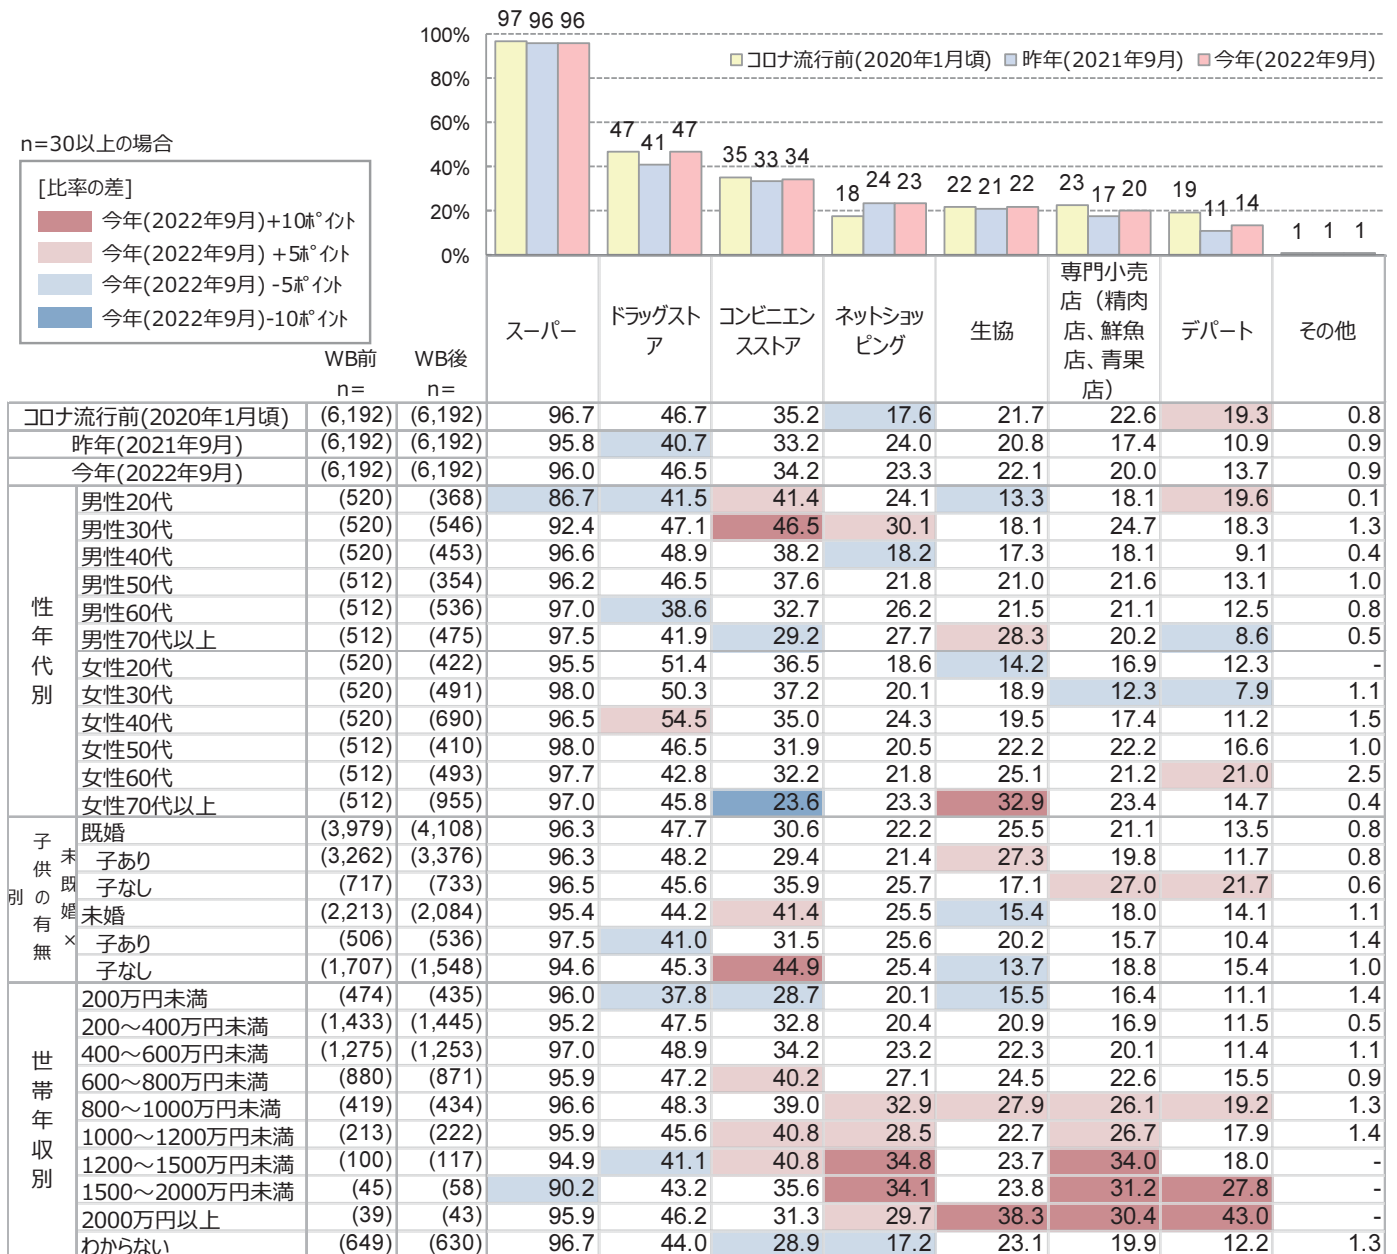 97 96 96
100%
コロナ流行前(2020年1月頃) 昨年(2021年9月) 今年(2022年9月)
80%
60%
47 41 47
35 33 34
40%
18 24 23
22 21 22
23 17 20
19 11 14
20%
1 1 1
0%
n=30以上の場合
[比率の差]
今年(2022年9月)+10ポイント
今年(2022年9月) +5ポイント
今年(2022年9月) -5ポイント
今年(2022年9月)-10ポイント
WB前 n=
WB後 n=
スーパー
ドラッグスト
ア
コンビニエン
スストア
ネットショッ
ピング
生協
専門小売
店（精肉
店、鮮魚
店、青果
店）
デパート
その他
コロナ流行前(2020年1月頃) (6,192) (6,192) 96.7 46.7 35.2 17.6 21.7 22.6 19.3 0.8
昨年(2021年9月) (6,192) (6,192) 95.8 40.7 33.2 24.0 20.8 17.4 10.9 0.9
今年(2022年9月) (6,192) (6,192) 96.0 46.5 34.2 23.3 22.1 20.0 13.7 0.9
性年代別
男性20代 (520) (368) 86.7 41.5 41.4 24.1 13.3 18.1 19.6 0.1
男性30代 (520) (546) 92.4 47.1 46.5 30.1 18.1 24.7 18.3 1.3
男性40代 (520) (453) 96.6 48.9 38.2 18.2 17.3 18.1 9.1 0.4
男性50代 (512) (354) 96.2 46.5 37.6 21.8 21.0 21.6 13.1 1.0
男性60代 (512) (536) 97.0 38.6 32.7 26.2 21.5 21.1 12.5 0.8
男性70代以上 (512) (475) 97.5 41.9 29.2 27.7 28.3 20.2 8.6 0.5
女性20代 (520) (422) 95.5 51.4 36.5 18.6 14.2 16.9 12.3 -
女性30代 (520) (491) 98.0 50.3 37.2 20.1 18.9 12.3 7.9 1.1
女性40代 (520) (690) 96.5 54.5 35.0 24.3 19.5 17.4 11.2 1.5
女性50代 (512) (410) 98.0 46.5 31.9 20.5 22.2 22.2 16.6 1.0
女性60代 (512) (493) 97.7 42.8 32.2 21.8 25.1 21.2 21.0 2.5
女性70代以上 (512) (955) 97.0 45.8 23.6 23.3 32.9 23.4 14.7 0.4
未既婚×
子供の有無
別
既婚 (3,979) (4,108) 96.3 47.7 30.6 22.2 25.5 21.1 13.5 0.8
子あり (3,262) (3,376) 96.3 48.2 29.4 21.4 27.3 19.8 11.7 0.8
子なし (717) (733) 96.5 45.6 35.9 25.7 17.1 27.0 21.7 0.6
未婚 (2,213) (2,084) 95.4 44.2 41.4 25.5 15.4 18.0 14.1 1.1
子あり (506) (536) 97.5 41.0 31.5 25.6 20.2 15.7 10.4 1.4
子なし (1,707) (1,548) 94.6 45.3 44.9 25.4 13.7 18.8 15.4 1.0
世帯年収別
200万円未満 (474) (435) 96.0 37.8 28.7 20.1 15.5 16.4 11.1 1.4
200～400万円未満 (1,433) (1,445) 95.2 47.5 32.8 20.4 20.9 16.9 11.5 0.5
400～600万円未満 (1,275) (1,253) 97.0 48.9 34.2 23.2 22.3 20.1 11.4 1.1
600～800万円未満 (880) (871) 95.9 47.2 40.2 27.1 24.5 22.6 15.5 0.9
800～1000万円未満 (419) (434) 96.6 48.3 39.0 32.9 27.9 26.1 19.2 1.3
1000～1200万円未満 (213) (222) 95.9 45.6 40.8 28.5 22.7 26.7 17.9 1.4
1200～1500万円未満 (100) (117) 94.9 41.1 40.8 34.8 23.7 34.0 18.0 -
1500～2000万円未満 (45) (58) 90.2 43.2 35.6 34.1 23.8 31.2 27.8 -
2000万円以上 (39) (43) 95.9 46.2 31.3 29.7 38.3 30.4 43.0 -
わからない (649) (630) 96.7 44.0 28.9 17.2 23.1 19.9 12.2 1.3